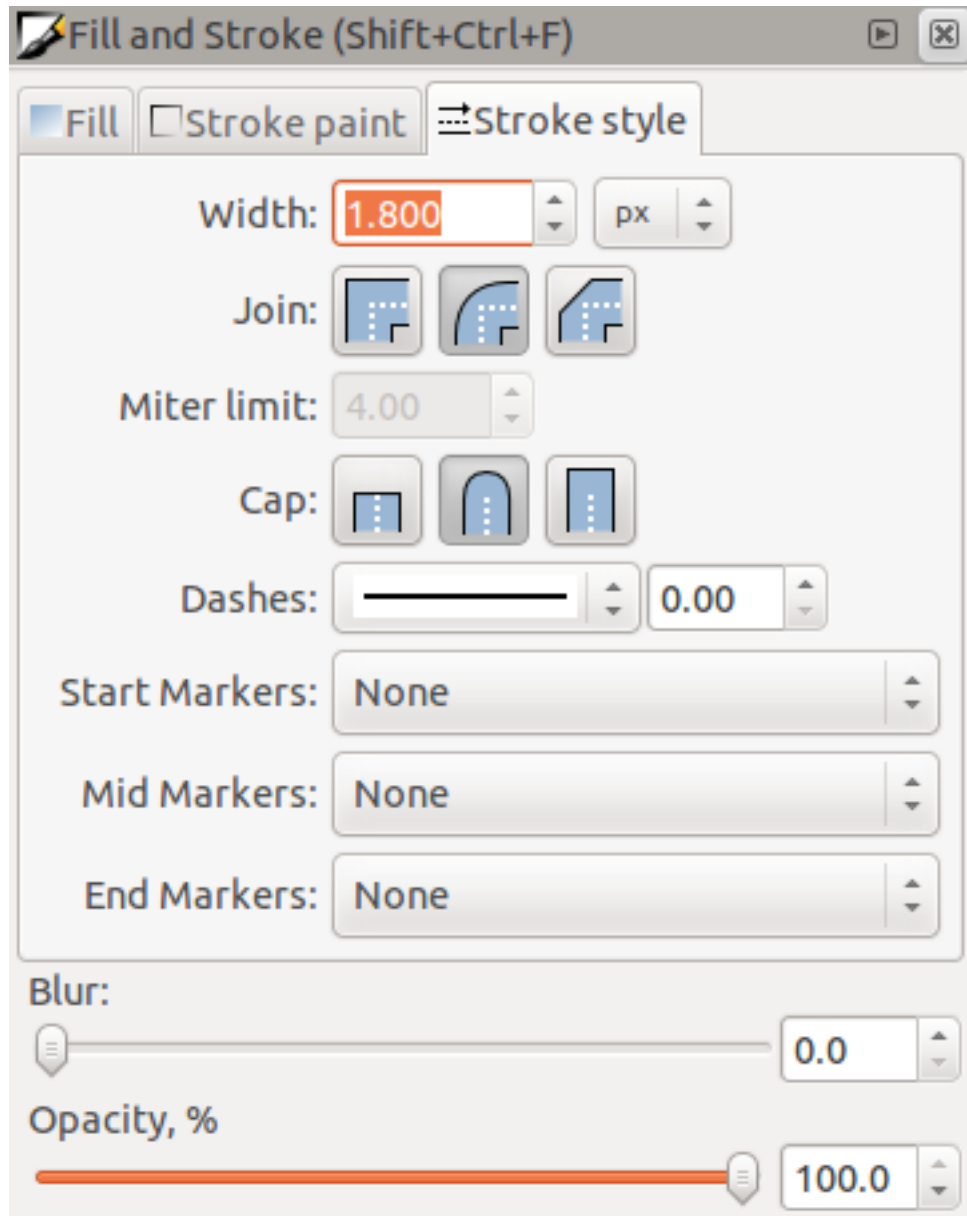 Fill and Stroke (Shift+Ctrl+F)
Fill Stroke paint Stroke style
Width: 1.800 px
Join:
Miter limit: 4.00
Cap:
Dashes: 0.00
Start Markers: None
Mid Markers: None
End Markers: None
Blur:
0.0
Opacity, %
100.0